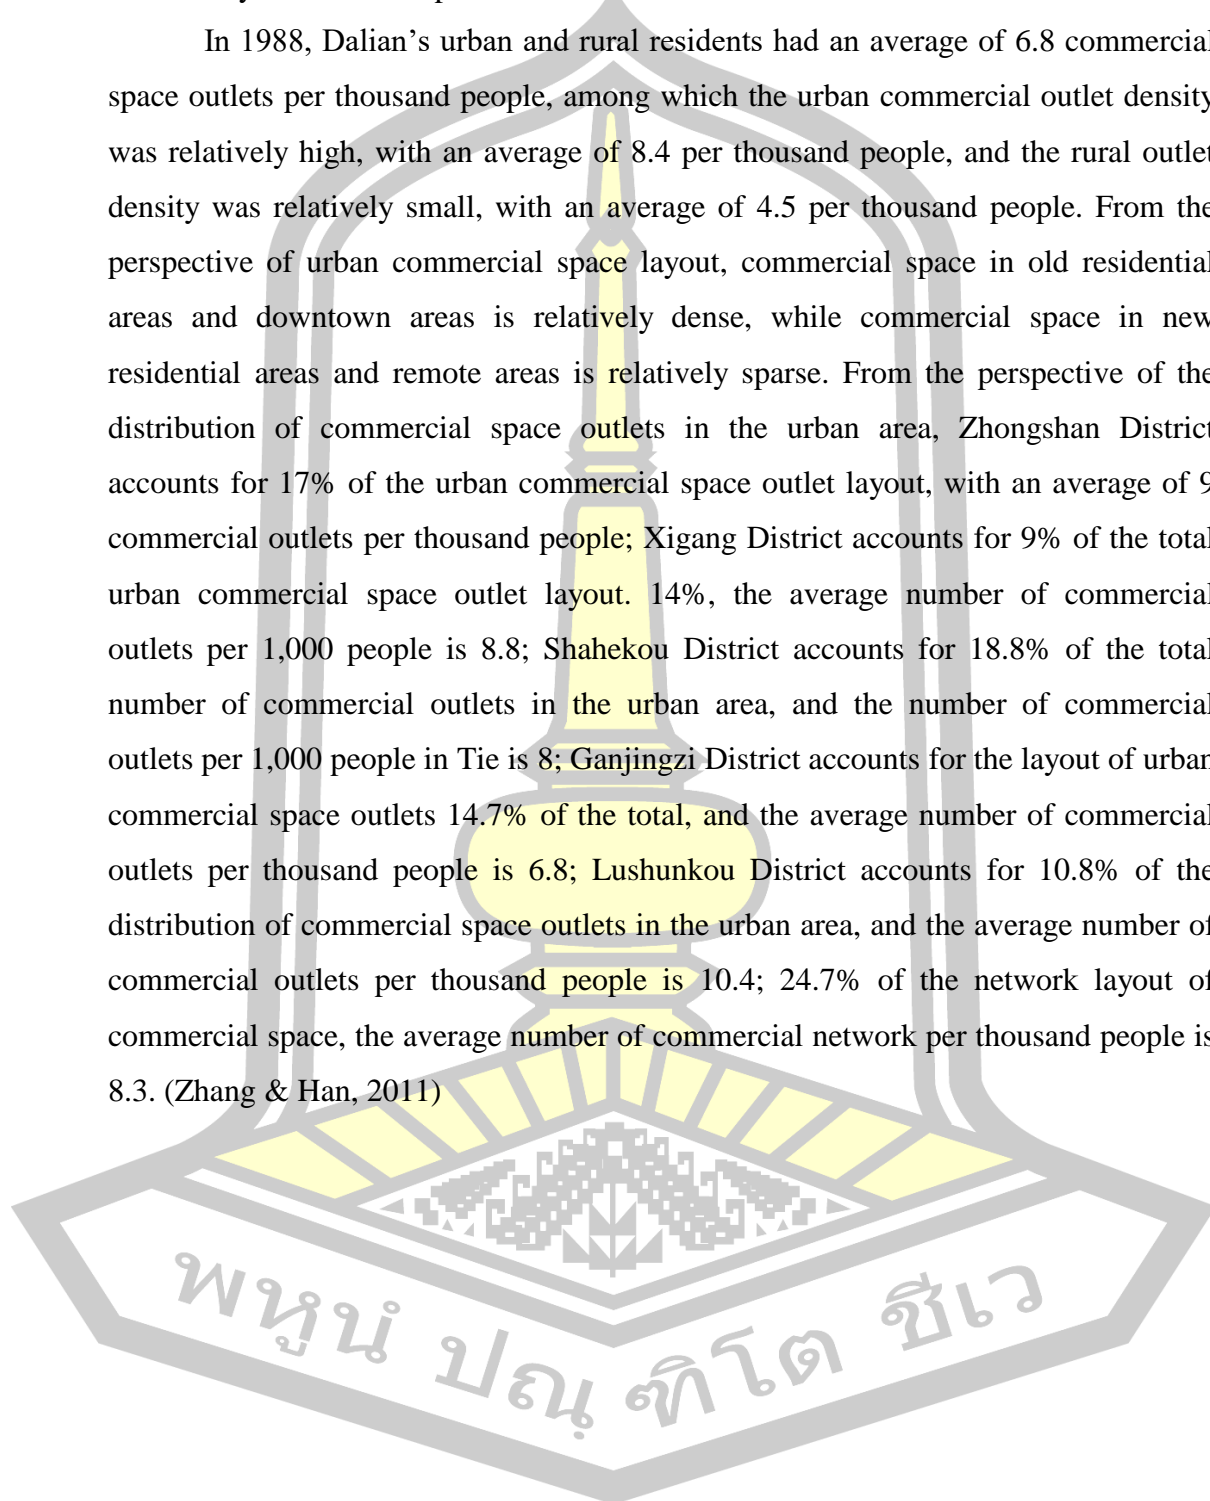 In 1988, Dalian’s urban and rural residents had an average of 6.8 commercial
space outlets per thousand people, among which the urban commercial outlet density
was relatively high, with an average of 8.4 per thousand people, and the rural outlet
density was relatively small, with an average of 4.5 per thousand people. From the
perspective of urban commercial space layout, commercial space in old residential
areas and downtown areas is relatively dense, while commercial space in new
residential areas and remote areas is relatively sparse. From the perspective of the
distribution of commercial space outlets in the urban area, Zhongshan District
accounts for 17% of the urban commercial space outlet layout, with an average of 9
commercial outlets per thousand people; Xigang District accounts for 9% of the total
urban commercial space outlet layout. 14%, the average number of commercial
outlets per 1,000 people is 8.8; Shahekou District accounts for 18.8% of the total
number of commercial outlets in the urban area, and the number of commercial
outlets per 1,000 people in Tie is 8; Ganjingzi District accounts for the layout of urban
commercial space outlets 14.7% of the total, and the average number of commercial
outlets per thousand people is 6.8; Lushunkou District accounts for 10.8% of the
distribution of commercial space outlets in the urban area, and the average number of
commercial outlets per thousand people is 10.4; 24.7% of the network layout of
commercial space, the average number of commercial network per thousand people is
8.3. (Zhang & Han, 2011)
พหูนํ ปณฺฑิโต ชีเว